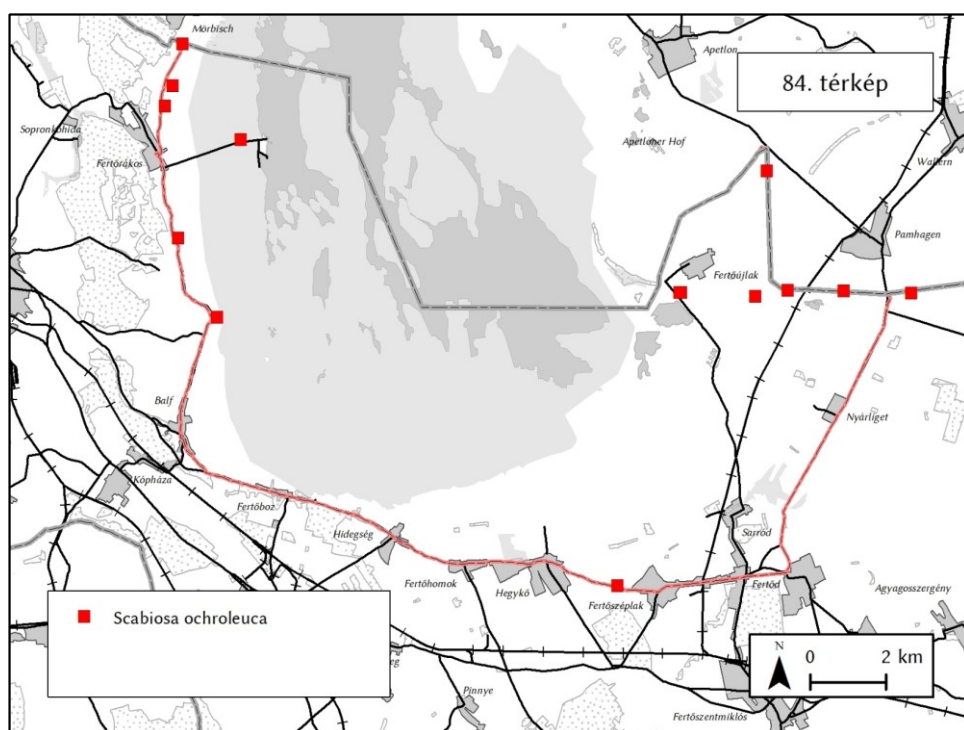 Mörbisch
Apetlon
84. térkép
Sopronkőhida
Fertőrákos
Apetloner Hof
Wallern
Pamhagen
Fertőújlak
Balf
Nyárliget
Kópháza
Fertőboz
Hidegség
Sarród
Fertőhomok
Hegykő
Fertőszéplak
Fertőd
Agyagosszergény
Scabiosa ochroleuca
N
0 2 km
Pinnye
Fertőszentmiklós